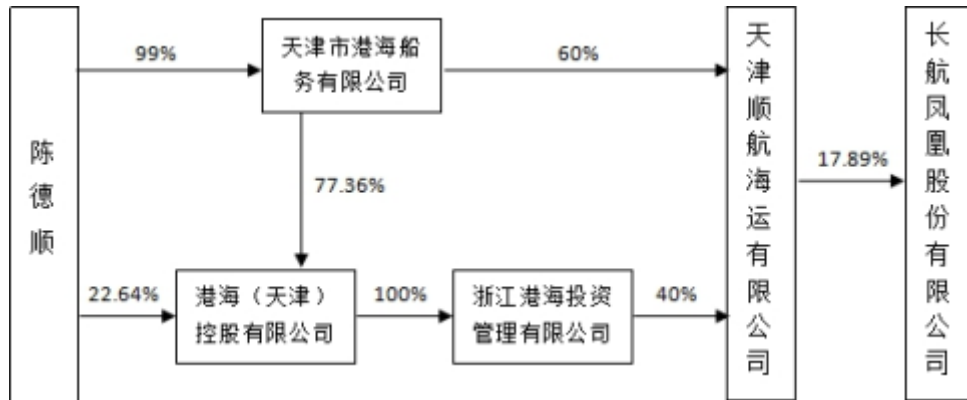 陈德顺
99%
天津市港海船
务有限公司
60%
77.36%
22.64%
港海（天津）
控股有限公司
100%
浙江港海投资
管理有限公司
40%
天津顺航海运有限公司
17.89%
长航凤凰股份有限公司